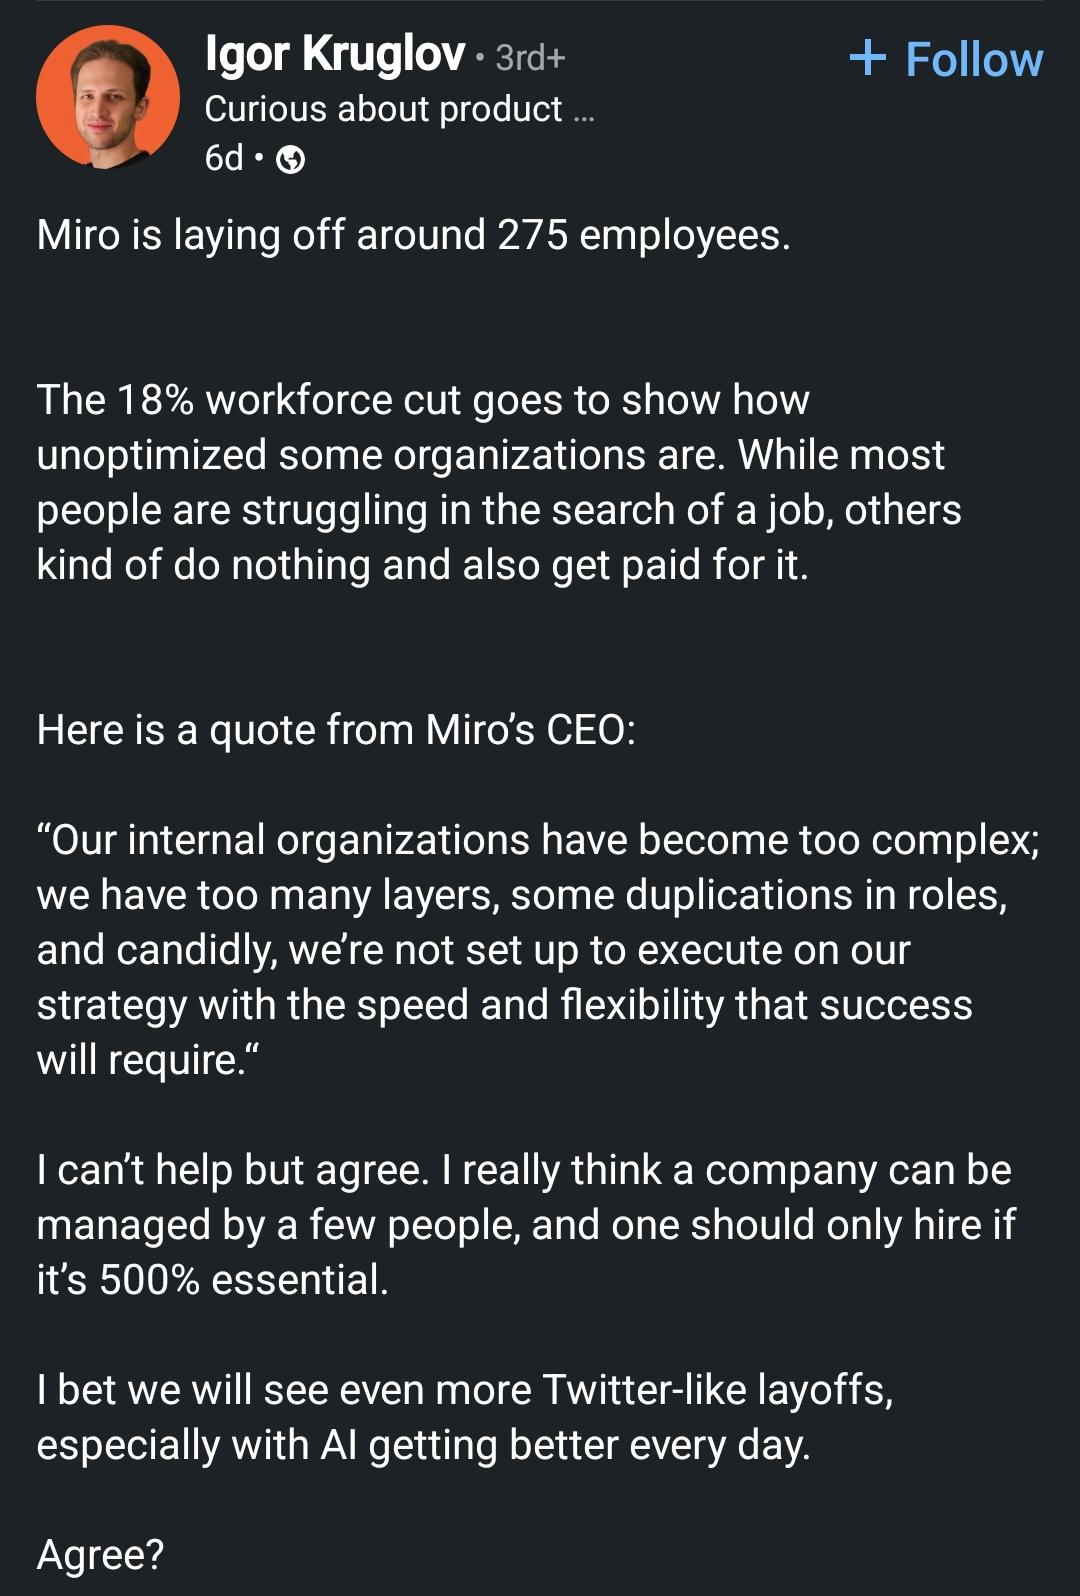 Igor Kruglov • 3rd+
+ Follow
Curious about product ...
6d •
Miro is laying off around 275 employees.
The 18% workforce cut goes to show how
unoptimized some organizations are. While most
people are struggling in the search of a job, others
kind of do nothing and also get paid for it.
Here is a quote from Miro’s CEO:
“Our internal organizations have become too complex;
we have too many layers, some duplications in roles,
and candidly, we’re not set up to execute on our
strategy with the speed and flexibility that success
will require.“
I can’t help but agree. I really think a company can be
managed by a few people, and one should only hire if
it’s 500% essential.
I bet we will see even more Twitter-like layoffs,
especially with AI getting better every day.
Agree?